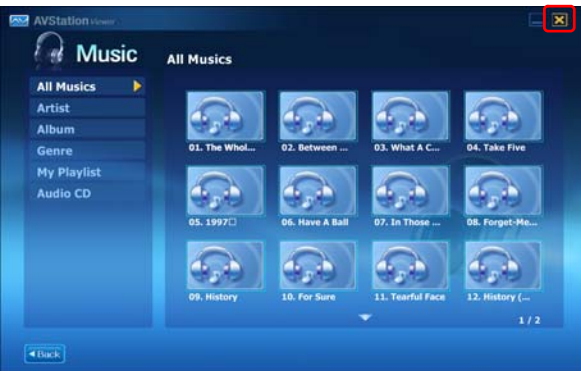 AVStation Viewer
Music
All Musics
All Musics
Artist
Album
Genre
My Playlist
Audio CD
01. The Whol...
02. Between ...
03. What A C...
04. Take Five
05. 1997□
06. Have A Ball
07. In Those ...
08. Forget-Me...
09. History
10. For Sure
11. Tearful Face
12. History (...
1 / 2
Back